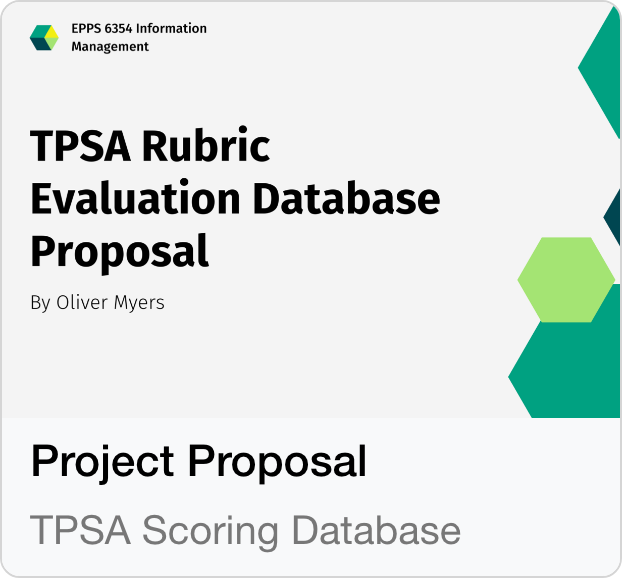 EPPS 6354 Information
Management
TPSA Rubric
Evaluation Database
Proposal
By Oliver Myers
Project Proposal
TPSA Scoring Database